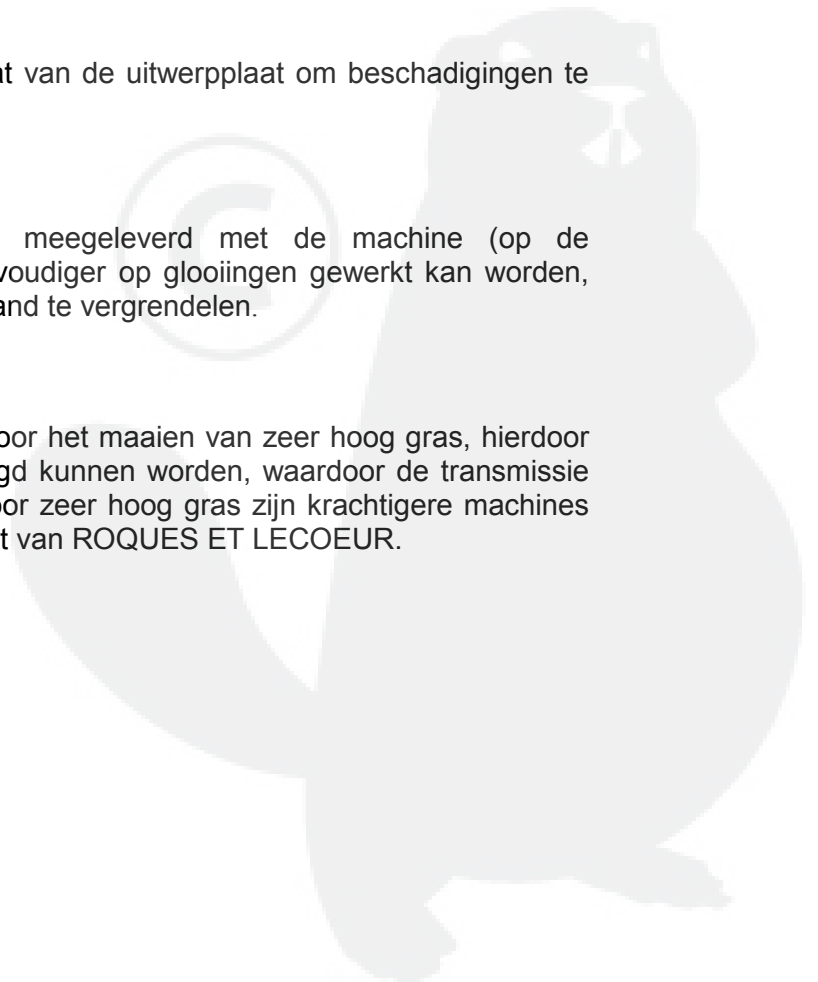 van de uitwerpplaat om beschadigingen te
©
meegeleverd met de machine (op de
voudiger op glooiingen gewerkt kan worden,
and te vergrendelen.
oor het maaien van zeer hoog gras, hierdoor
gd kunnen worden, waardoor de transmissie
or zeer hoog gras zijn krachtigere machines
t van ROQUES ET LECOEUR.